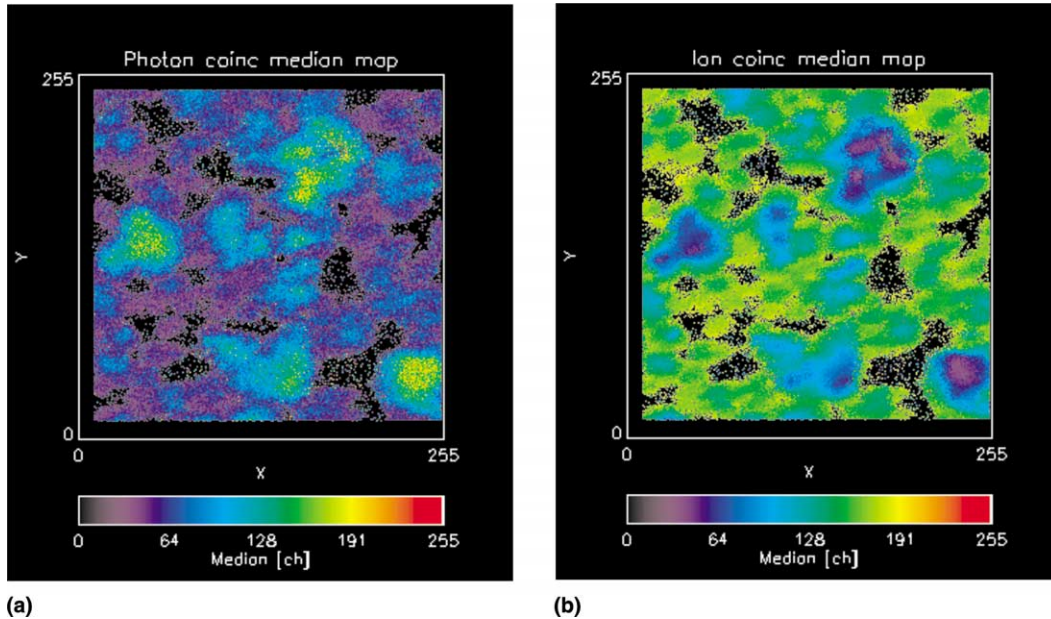 Photon coinc median map
255
Y
0
0
255
X
0
64
128
191
255
Median [ch]
(a)
Ion coinc median map
255
Y
0
0
255
X
0
64
128
191
255
Median [ch]
(b)